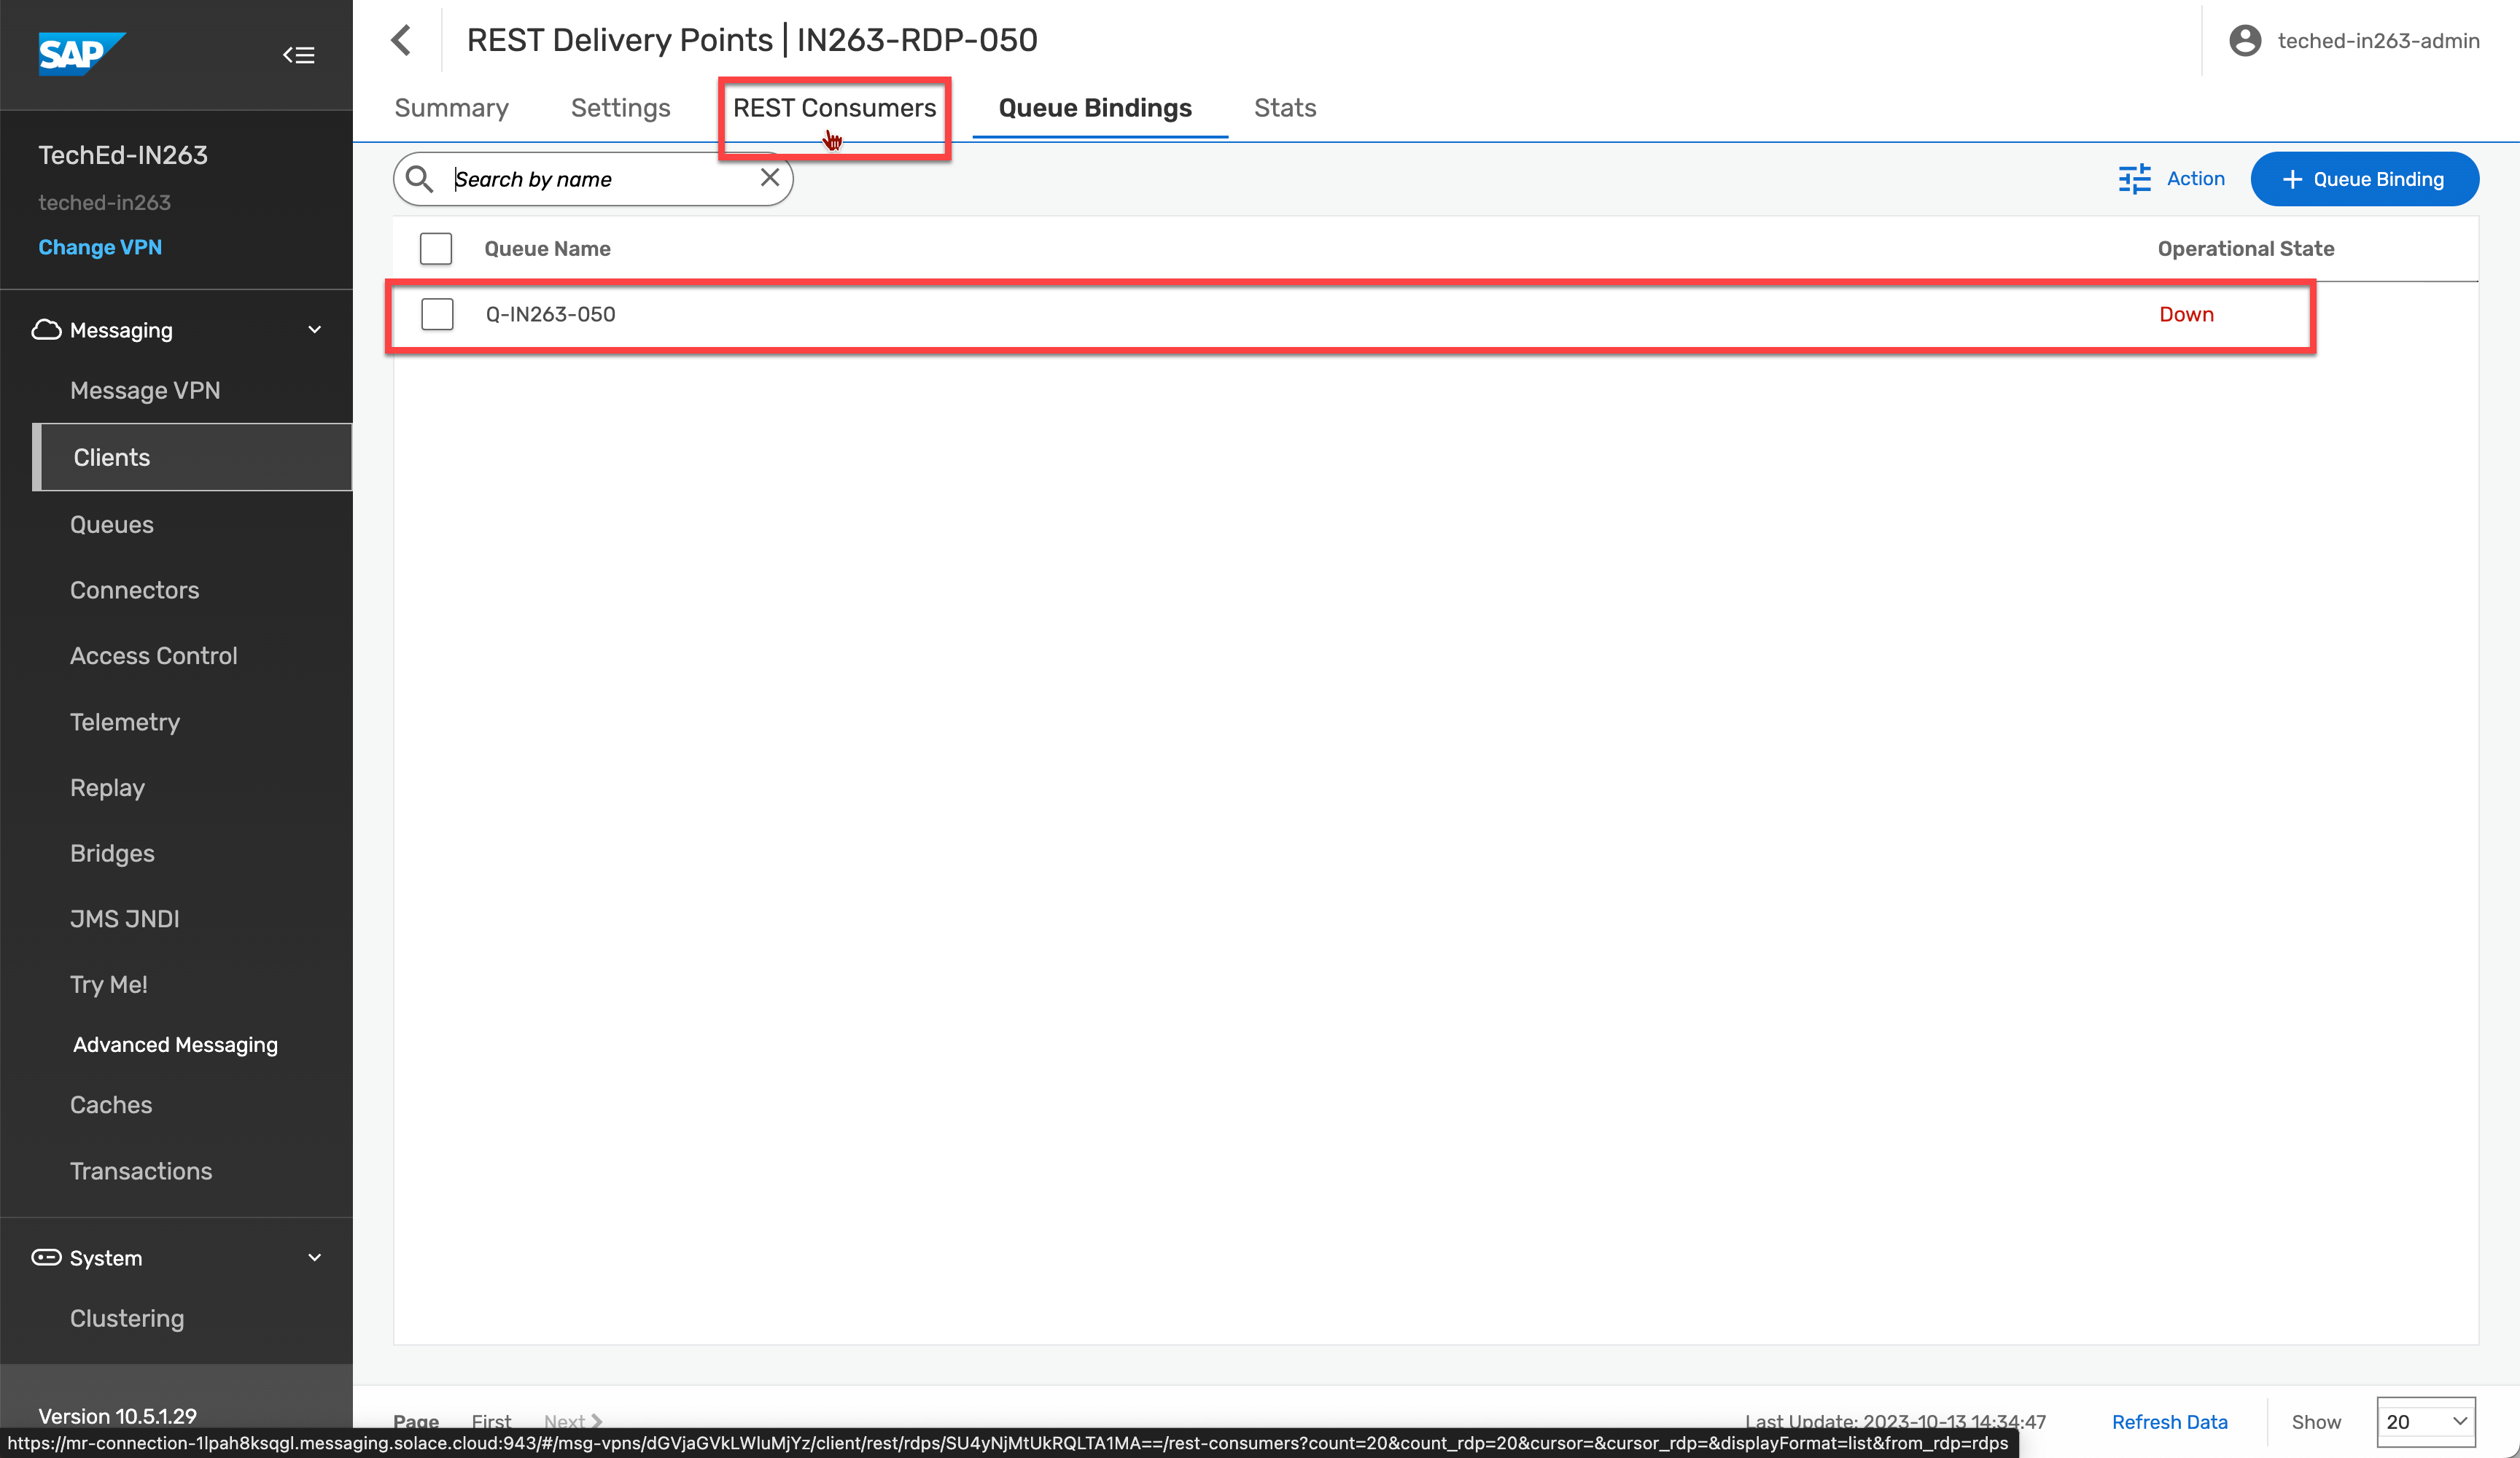 SAP
REST Delivery Points | IN263-RDP-050
teched-in263-admin
Summary
Settings
REST Consumers
Queue Bindings
Stats
TechEd-IN263
teched-in263
Change VPN
Search by name
Action
Queue Binding
Queue Name
Operational State
Q-IN263-050
Down
Messaging
Message VPN
Clients
Queues
Connectors
Access Control
Telemetry
Replay
Bridges
JMS JNDI
Try Me!
Advanced Messaging
Caches
Transactions
System
Clustering
Version 10.5.1.29
Page
First
Next
Last Update: 2023-10-13 14:34:47
Refresh Data
Show
20
https://mr-connection-1lpah8ksqgl.messaging.solace.cloud:943/#/msg-vpns/dGVjaGVkLWluMjYz/client/rest/rdps/SU4yNjMtUkRQLTA1MA==/rest-consumers?count=20&count_rdp=20&cursor=&cursor_rdp=&displayFormat=list&from_rdp=rdps